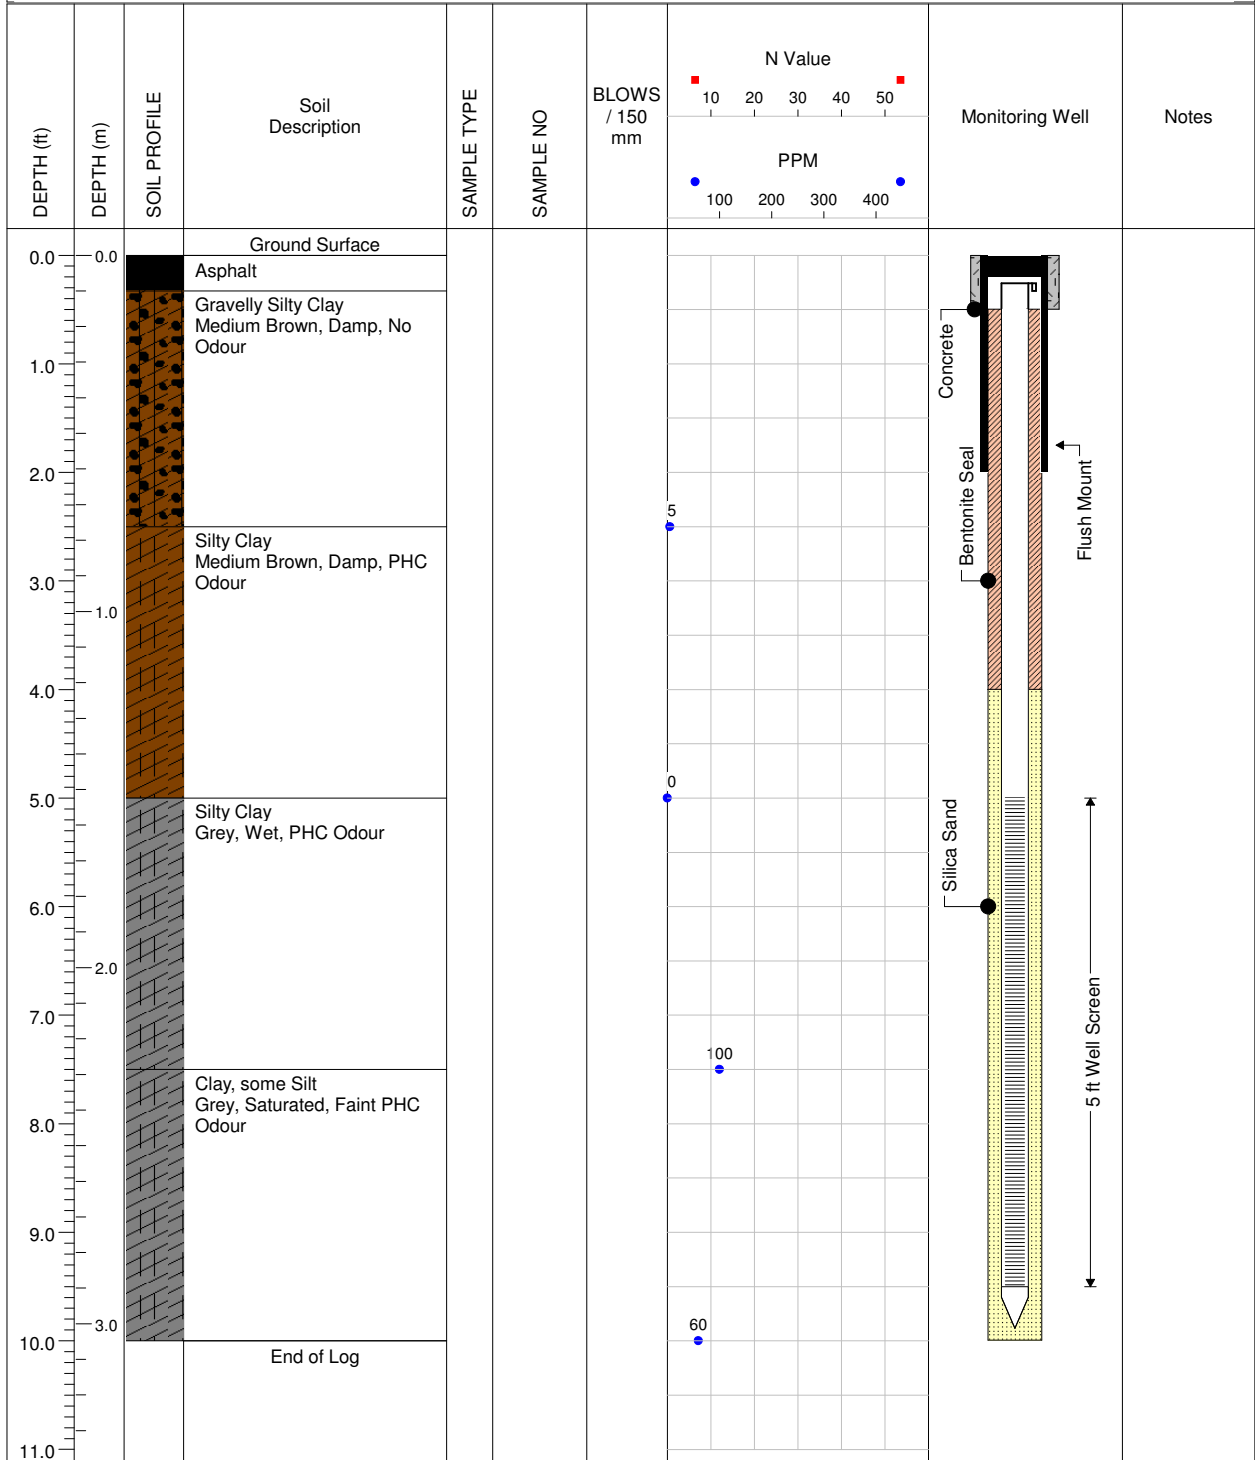 DEPTH (ft)
DEPTH (m)
SOIL PROFILE
Soil
Description
SAMPLE TYPE
SAMPLE NO
BLOWS
/ 150
mm
N Value
10 20 30 40 50
PPM
100 200 300 400
Monitoring Well
Notes
Ground Surface
0.0
0.0
Asphalt
Gravelly Silty Clay
Medium Brown, Damp, No
Odour
1.0
Concrete
2.0
Flush Mount
Bentonite Seal
5
Silty Clay
Medium Brown, Damp, PHC
Odour
3.0
1.0
4.0
0
5.0
Silty Clay
Grey, Wet, PHC Odour
Silica Sand
6.0
2.0
7.0
5 ft Well Screen
100
Clay, some Silt
Grey, Saturated, Faint PHC
Odour
8.0
9.0
3.0
60
10.0
End of Log
11.0